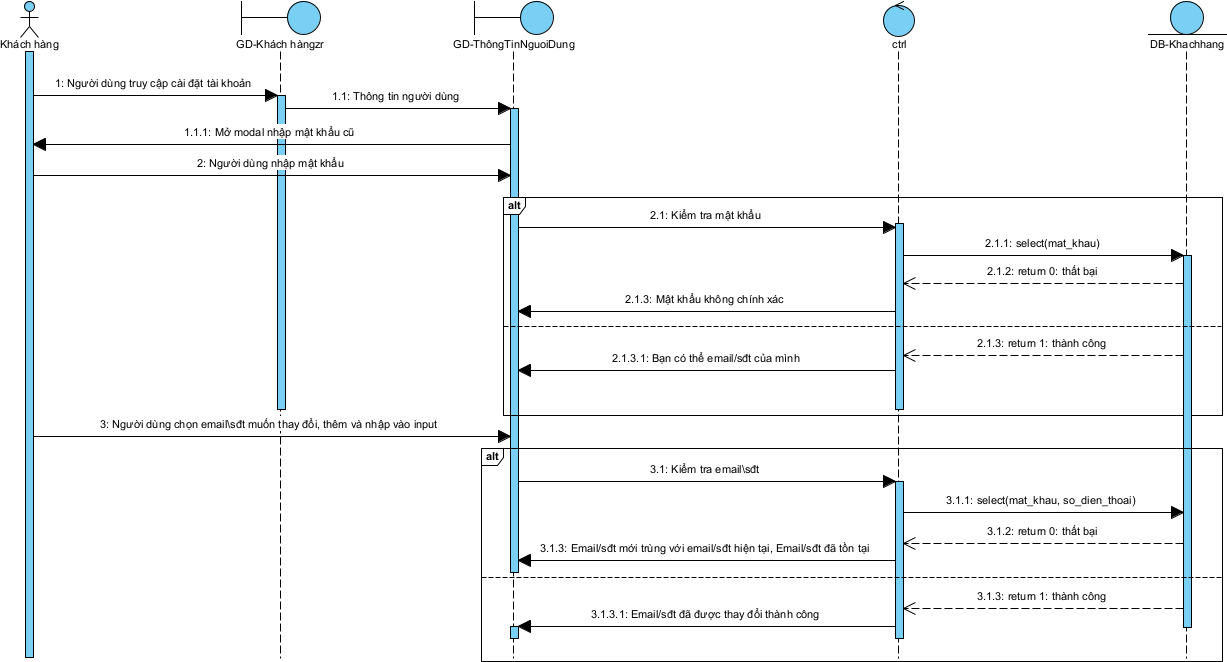 Khách hàng
GD-Khách hàngzr
GD-ThôngTinNguoiDung
ctrl
DB-Khachhang
1: Người dùng truy cập cài đặt tài khoản
1.1: Thông tin người dùng
1.1.1: Mở modal nhập mật khẩu cũ
2: Người dùng nhập mật khẩu
alt
2.1: Kiểm tra mật khẩu
2.1.1: select(mat_khau)
2.1.2: return 0: thất bại
2.1.3: Mật khẩu không chính xác
2.1.3: return 1: thành công
2.1.3.1: Bạn có thể email/sđt của mình
3: Người dùng chọn email\sđt muốn thay đổi, thêm và nhập vào input
alt
3.1: Kiểm tra email\sđt
3.1.1: select(mat_khau, so_dien_thoai)
3.1.2: return 0: thất bại
3.1.3: Email/sđt mới trùng với email/sđt hiện tại, Email/sđt đã tồn tại
3.1.3: return 1: thành công
3.1.3.1: Email/sđt đã được thay đổi thành công